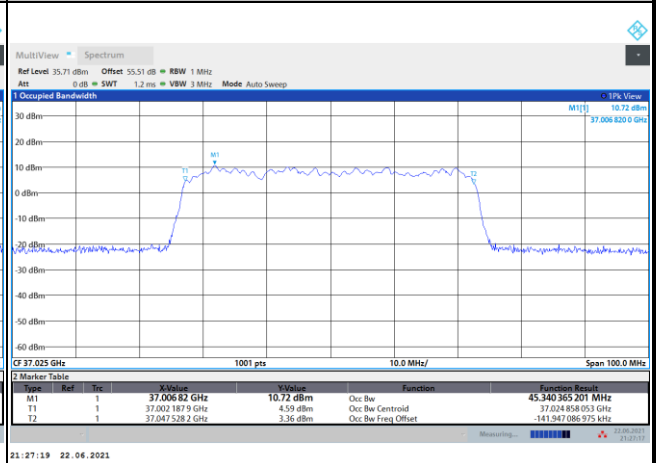 MultiView Spectrum
Ref Level 35.71 dBm Offset 55.51 dB RBW 1 MHz
Att 0 dB SWT 1.2 ms VBW 3 MHz Mode Auto Sweep
1 Occupied Bandwidth 1Pk View
M1[1] 10.72 dBm
37.006 820 0 GHz
30 dBm
20 dBm
M1
10 dBm
T1
T2
0 dBm
-10 dBm
-20 dBm
-30 dBm
-40 dBm
-50 dBm
-60 dBm
CF 37.025 GHz 1001 pts 10.0 MHz/ Span 100.0 MHz
2 Marker Table
Type Ref Trc X-Value Y-Value Function Function Result
M1 1 37.006 82 GHz 10.72 dBm Occ Bw 45.340 365 201 MHz
T1 1 37.002 187 9 GHz 4.59 dBm Occ Bw Centroid 37.024 858 053 GHz
T2 1 37.047 528 2 GHz 3.36 dBm Occ Bw Freq Offset -141.947 086 975 kHz
Measuring... 22.06.2021
21:27:17
21:27:19 22.06.2021